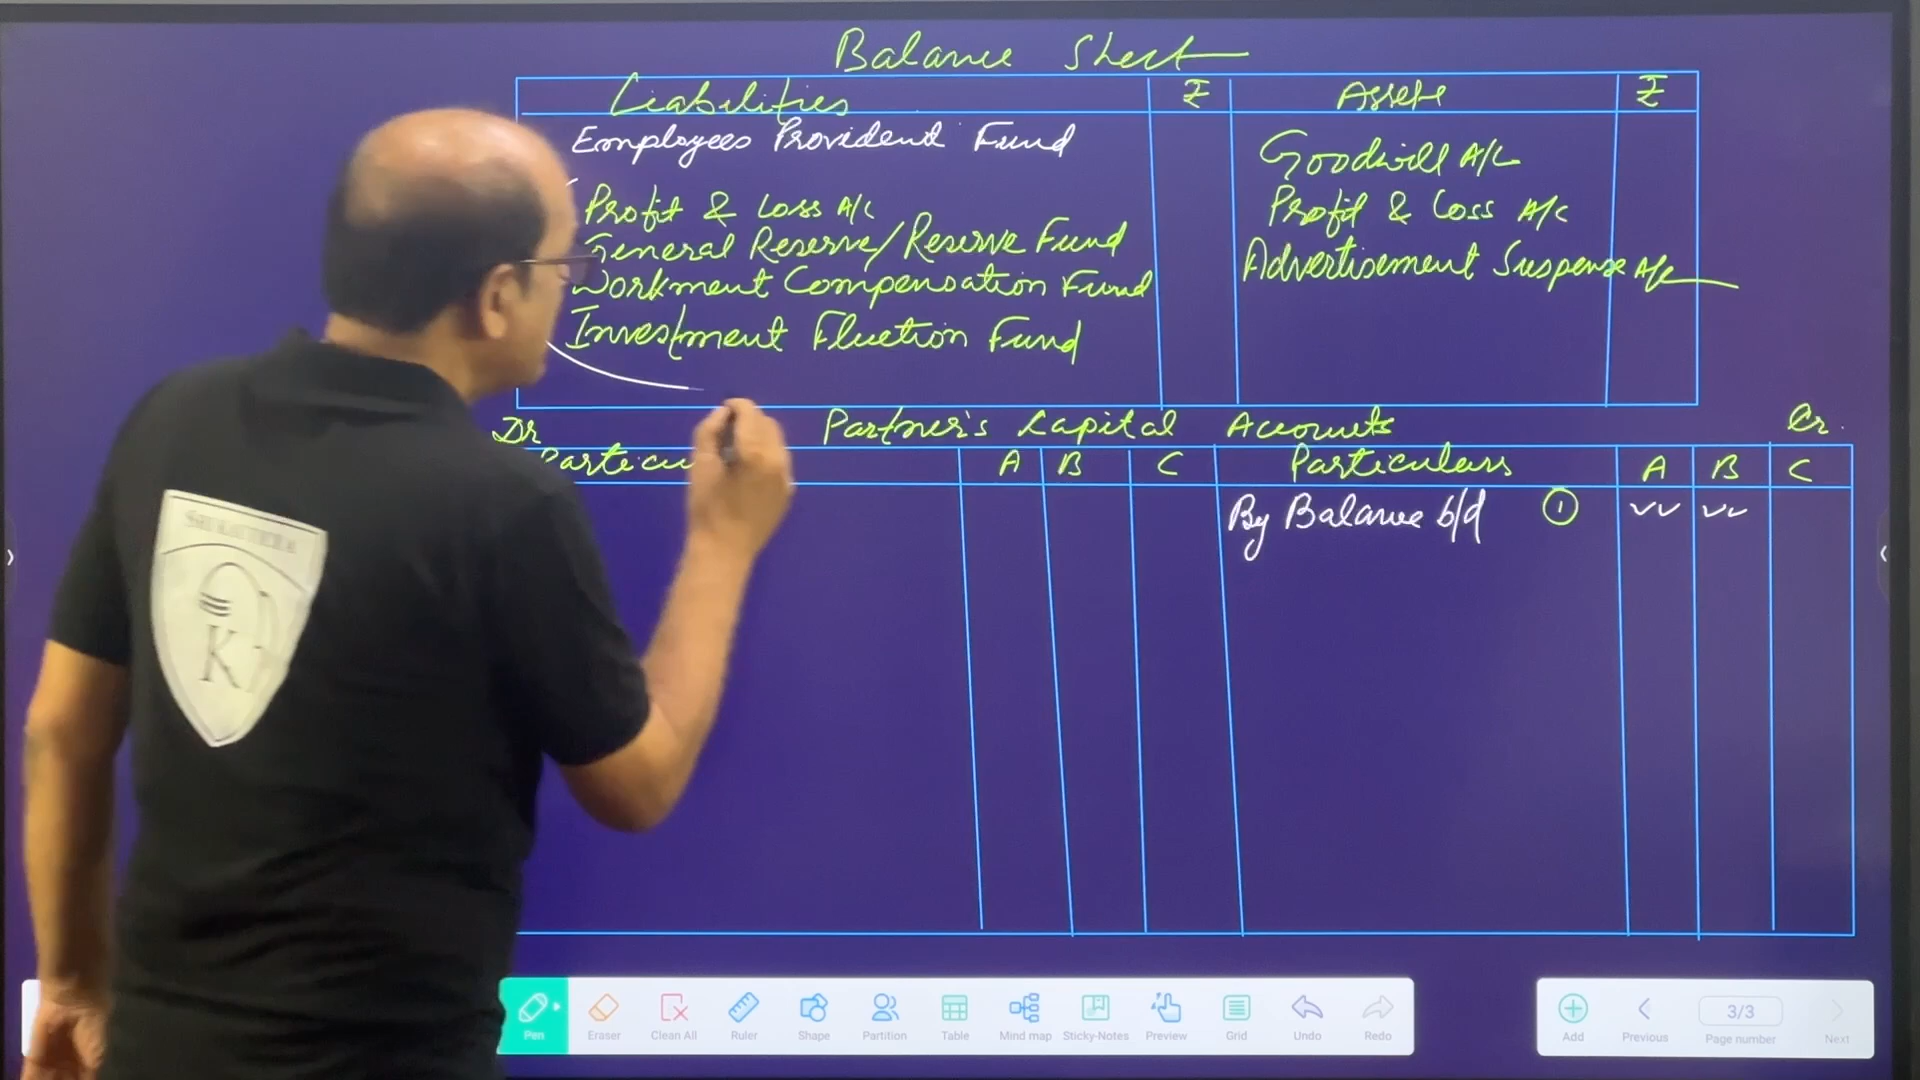 Balance Sheet
Liabilities ₹ Assets ₹
Employees Provident Fund
Goodwill A/c
Profit & Loss A/c
Profit & Loss A/c
General Reserve/Reserve Fund
Advertisement Suspense A/c
Workment Compensation Fund
Investment Fluction Fund
Dr Partner's Capital Accounts Cr.
Particu A B C Particulars A B C
By Balance b/d ①
K
Pen Eraser Clean All Ruler Shape Partition Table Mind map Sticky-Notes Preview Grid Undo Redo
Add Previous 3/3 Page number Next